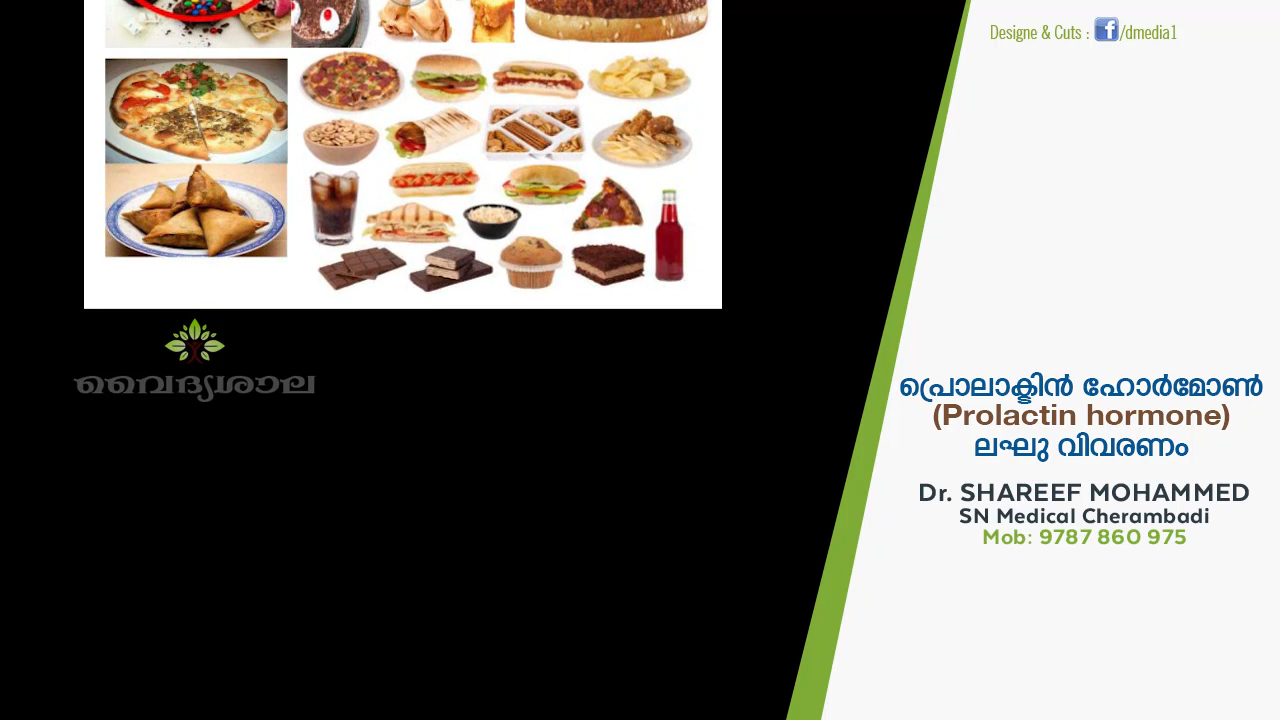 Designe & Cuts : f/dmedia1
വൈദ്യശാല
പ്രൊലാക്ടിൻ ഹോർമോൺ
(Prolactin hormone)
ലഘു വിവരണം
Dr. SHAREEF MOHAMMED
SN Medical Cherambadi
Mob: 9787 860 975